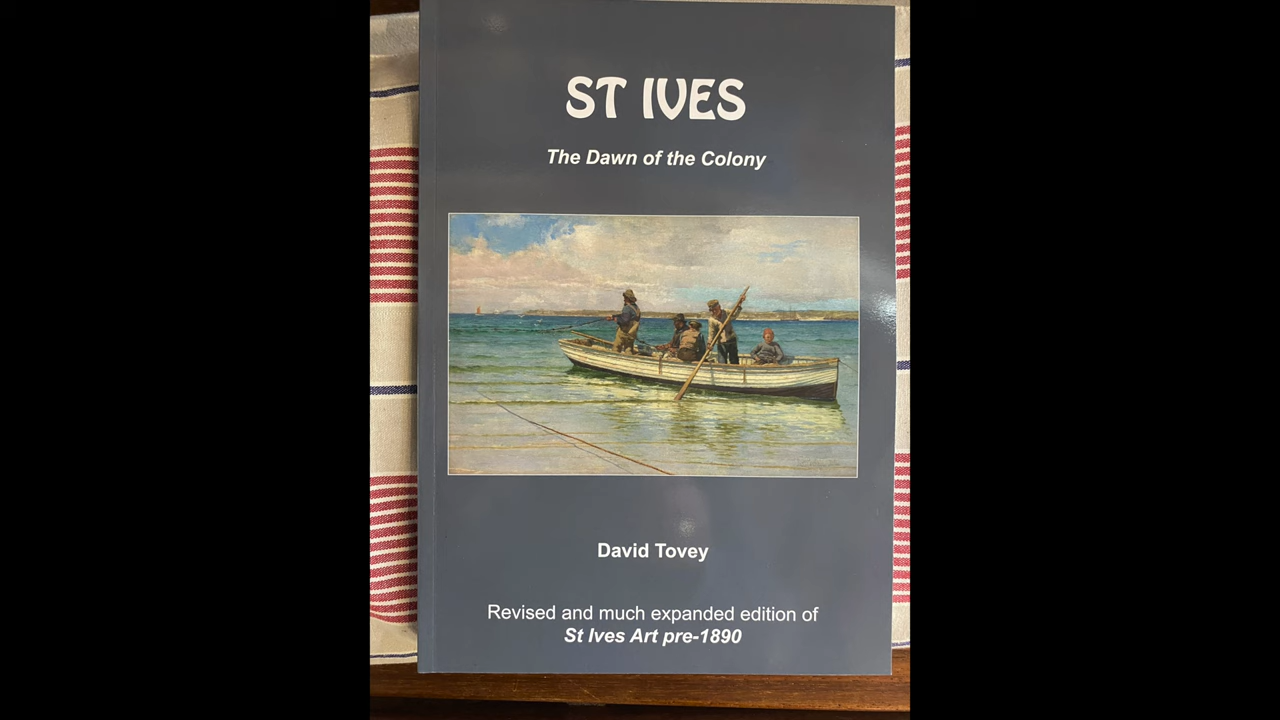 ST IVES
The Dawn of the Colony
David Tovey
Revised and much expanded edition of
St Ives Art pre-1890